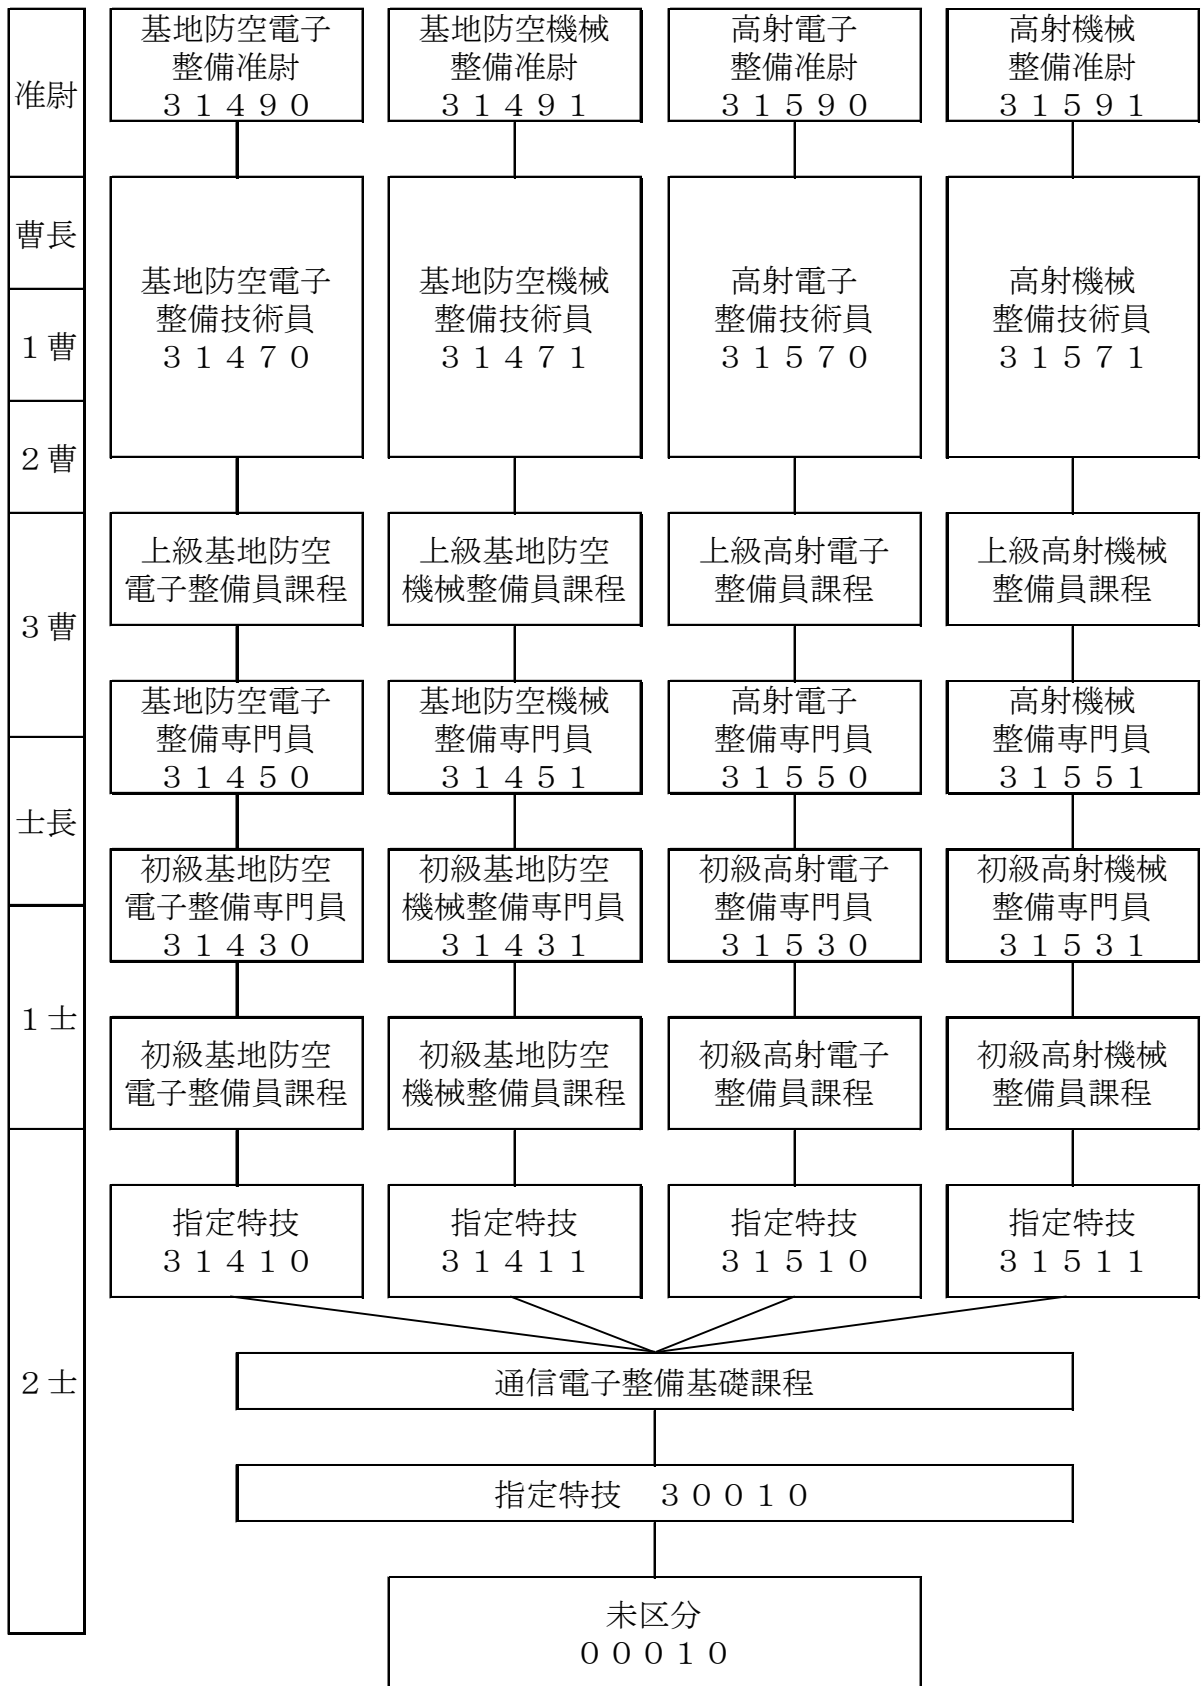 准尉
基地防空電子
整備准尉
３１４９０
基地防空機械
整備准尉
３１４９１
高射電子
整備准尉
３１５９０
高射機械
整備准尉
３１５９１
曹長
１曹
２曹
基地防空電子
整備技術員
３１４７０
基地防空機械
整備技術員
３１４７１
高射電子
整備技術員
３１５７０
高射機械
整備技術員
３１５７１
３曹
上級基地防空
電子整備員課程
上級基地防空
機械整備員課程
上級高射電子
整備員課程
上級高射機械
整備員課程
基地防空電子
整備専門員
３１４５０
基地防空機械
整備専門員
３１４５１
高射電子
整備専門員
３１５５０
高射機械
整備専門員
３１５５１
士長
初級基地防空
電子整備専門員
３１４３０
初級基地防空
機械整備専門員
３１４３１
初級高射電子
整備専門員
３１５３０
初級高射機械
整備専門員
３１５３１
１士
初級基地防空
電子整備員課程
初級基地防空
機械整備員課程
初級高射電子
整備員課程
初級高射機械
整備員課程
２士
指定特技
３１４１０
指定特技
３１４１１
指定特技
３１５１０
指定特技
３１５１１
通信電子整備基礎課程
指定特技　３００１０
未区分
０００１０